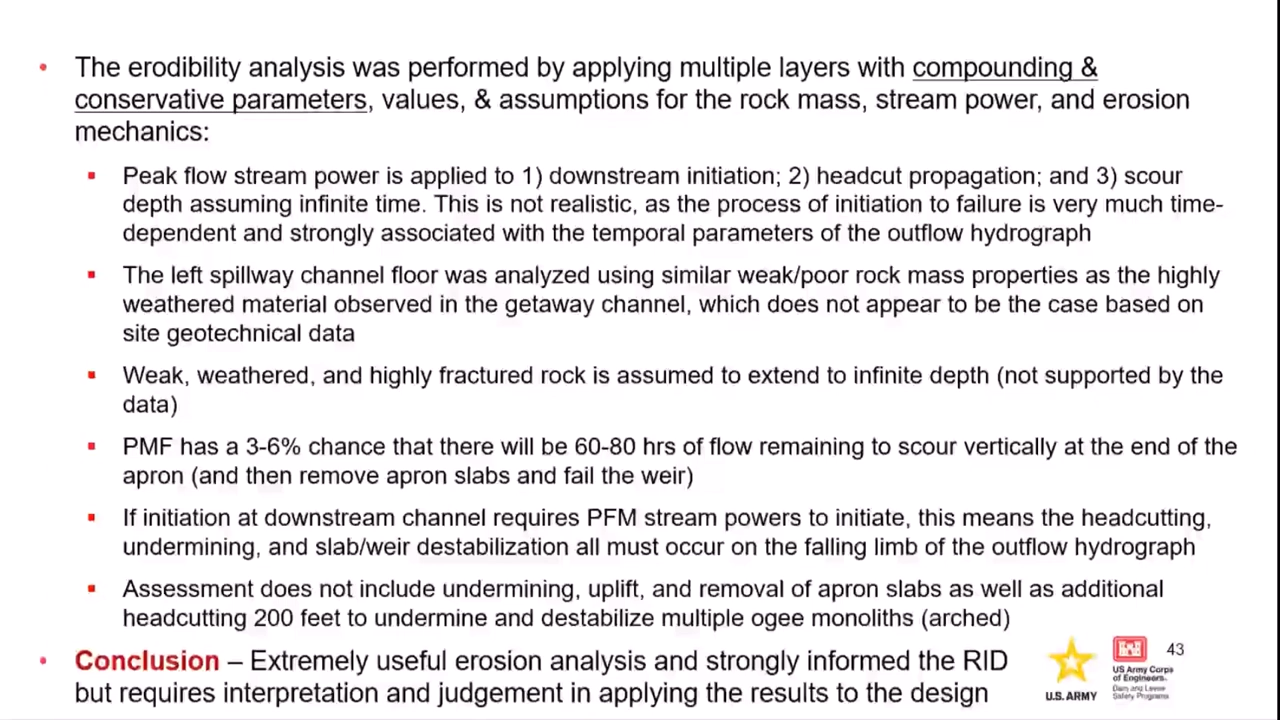 • The erodibility analysis was performed by applying multiple layers with compounding &
conservative parameters, values, & assumptions for the rock mass, stream power, and erosion
mechanics:
▪ Peak flow stream power is applied to 1) downstream initiation; 2) headcut propagation; and 3) scour
depth assuming infinite time. This is not realistic, as the process of initiation to failure is very much time-
dependent and strongly associated with the temporal parameters of the outflow hydrograph
▪ The left spillway channel floor was analyzed using similar weak/poor rock mass properties as the highly
weathered material observed in the getaway channel, which does not appear to be the case based on
site geotechnical data
▪ Weak, weathered, and highly fractured rock is assumed to extend to infinite depth (not supported by the
data)
▪ PMF has a 3-6% chance that there will be 60-80 hrs of flow remaining to scour vertically at the end of the
apron (and then remove apron slabs and fail the weir)
▪ If initiation at downstream channel requires PFM stream powers to initiate, this means the headcutting,
undermining, and slab/weir destabilization all must occur on the falling limb of the outflow hydrograph
▪ Assessment does not include undermining, uplift, and removal of apron slabs as well as additional
headcutting 200 feet to undermine and destabilize multiple ogee monoliths (arched)
• Conclusion – Extremely useful erosion analysis and strongly informed the RID
but requires interpretation and judgement in applying the results to the design
43
U.S. ARMY
US Army Corps
of Engineers.
Dam and Levee
Safety Programs